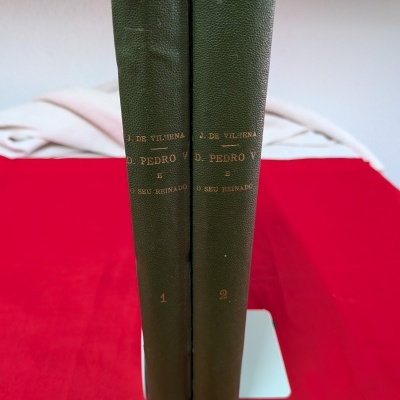 J. DE VILHENA
D. PEDRO V
E
O SEU REINADO
1
J. DE VILHENA
D. PEDRO V
E
O SEU REINADO
2